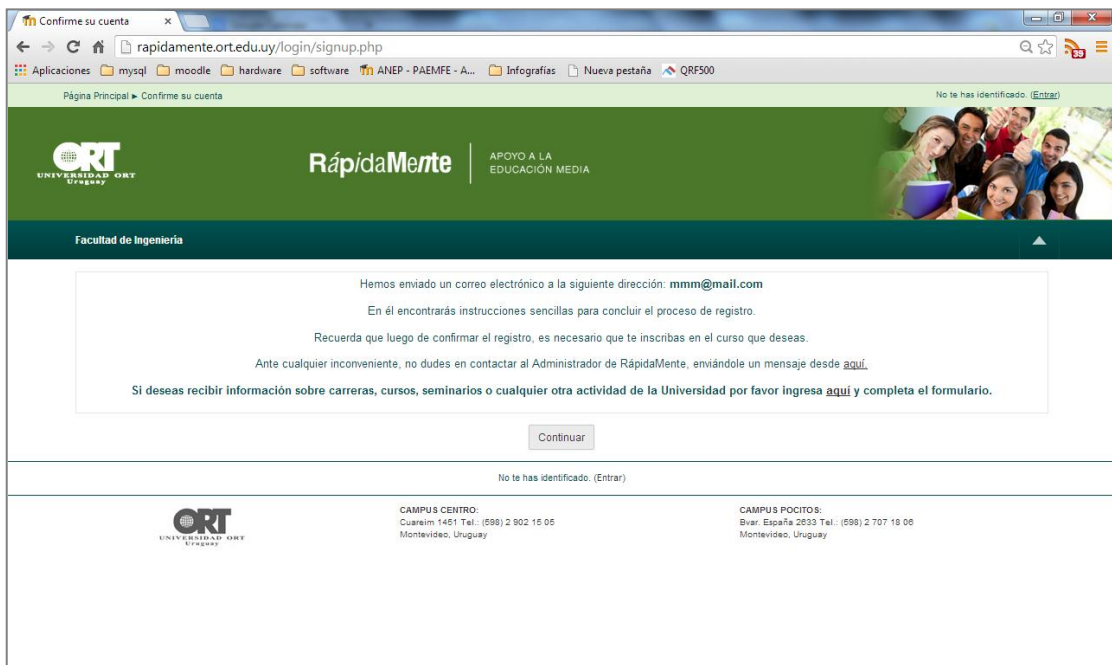 Confirme su cuenta
rapidamente.ort.edu.uy/login/signup.php
39
Aplicaciones mysql moodle hardware software ANEP - PAEMFE - A... Infografías Nueva pestaña QRF500
Página Principal ► Confirme su cuenta No te has identificado. (Entrar)
ORT
UNIVERSIDAD ORT
Uruguay
RápidaMente
APOYO A LA
EDUCACIÓN MEDIA
Facultad de Ingeniería
Hemos enviado un correo electrónico a la siguiente dirección: mmm@mail.com
En él encontrarás instrucciones sencillas para concluir el proceso de registro.
Recuerda que luego de confirmar el registro, es necesario que te inscribas en el curso que deseas.
Ante cualquier inconveniente, no dudes en contactar al Administrador de RápidaMente, enviándole un mensaje desde aquí.
Si deseas recibir información sobre carreras, cursos, seminarios o cualquier otra actividad de la Universidad por favor ingresa aquí y completa el formulario.
Continuar
No te has identificado. (Entrar)
ORT
UNIVERSIDAD ORT
Uruguay
CAMPUS CENTRO:
Cuareim 1451 Tel.: (598) 2 902 15 05
Montevideo, Uruguay
CAMPUS POCITOS:
Bvar. España 2633 Tel.: (598) 2 707 18 06
Montevideo, Uruguay